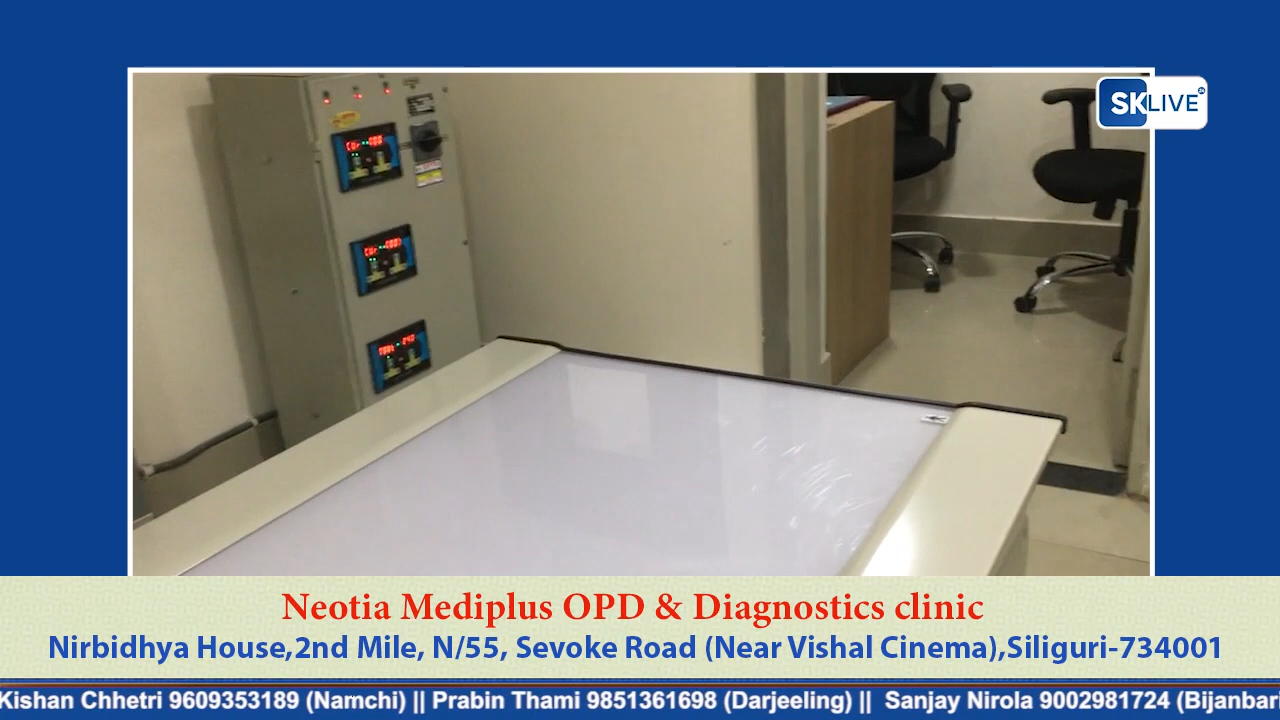 SKLIVE
24
Neotia Mediplus OPD & Diagnostics clinic
Nirbidhya House,2nd Mile, N/55, Sevoke Road (Near Vishal Cinema),Siliguri-734001
Kishan Chhetri 9609353189 (Namchi) || Prabin Thami 9851361698 (Darjeeling) || Sanjay Nirola 9002981724 (Bijanbari